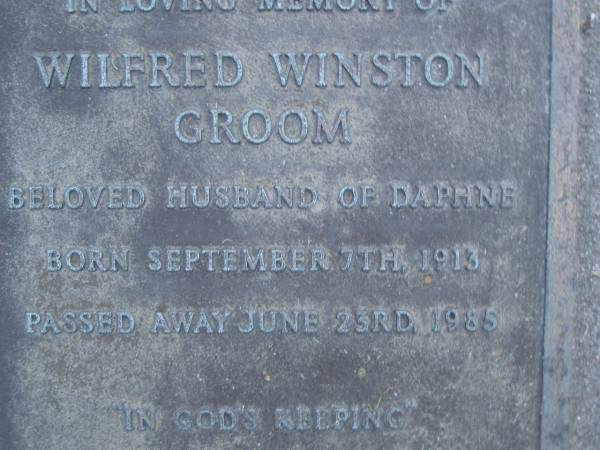 IN LOVING MEMORY OF
WILFRED WINSTON
GROOM
BELOVED HUSBAND OF DAPHNE
BORN SEPTEMBER 7TH, 1913
PASSED AWAY JUNE 23RD, 1985
"IN GOD'S KEEPING"